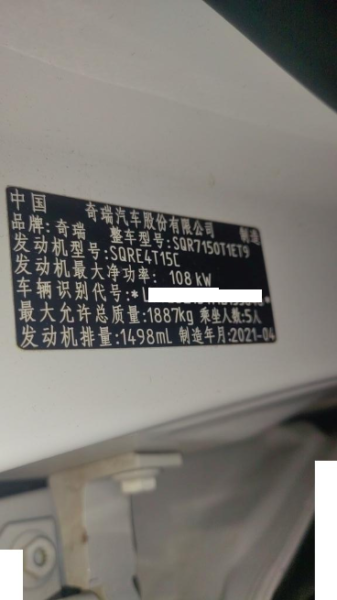 中国 奇瑞汽车股份有限公司 制造
品牌:奇瑞 整车型号:SQR7150T1ET9
发动机型号:SQRE4T15C
发动机最大净功率: 108 kW
车辆识别代号:*
最大允许总质量:1887kg 乘坐人数:5人
发动机排量:1498mL 制造年月:2021-04